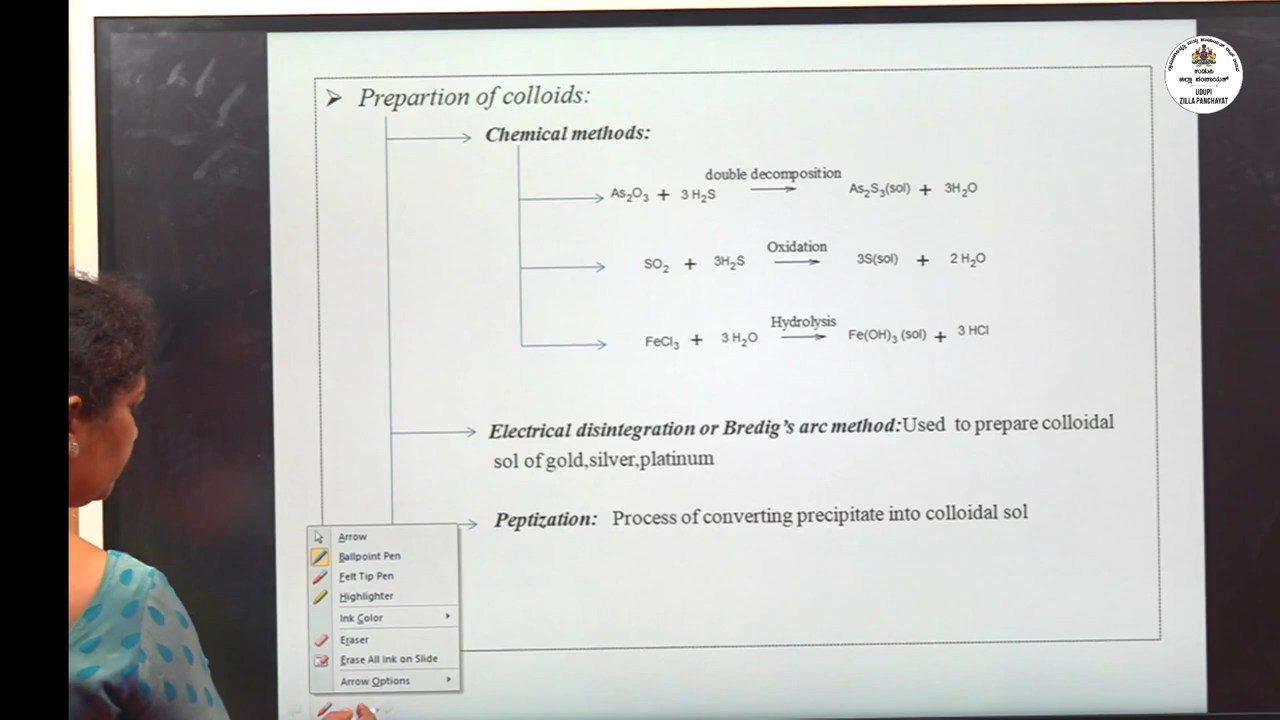 ➢ Prepartion of colloids:
Chemical methods:
double decomposition
As₂O₃ + 3 H₂S ⟶ As₂S₃(sol) + 3H₂O
Oxidation
SO₂ + 3H₂S ⟶ 3S(sol) + 2 H₂O
Hydrolysis
FeCl₃ + 3 H₂O ⟶ Fe(OH)₃ (sol) + 3 HCl
Electrical disintegration or Bredig's arc method:Used to prepare colloidal
sol of gold,silver,platinum
Peptization: Process of converting precipitate into colloidal sol
Arrow
Ballpoint Pen
Felt Tip Pen
Highlighter
Ink Color
Eraser
Erase All Ink on Slide
Arrow Options
ಉಡುಪಿ
ಜಿಲ್ಲಾ ಪಂಚಾಯತ್
UDUPI
ZILLA PANCHAYAT